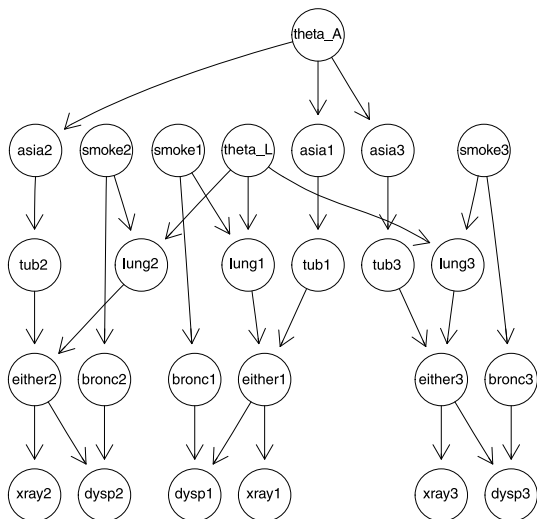 theta_A
asia2 smoke2 smoke1 theta_L asia1 asia3 smoke3
tub2 lung2 lung1 tub1 tub3 lung3
either2 bronc2 bronc1 either1 either3 bronc3
xray2 dysp2 dysp1 xray1 xray3 dysp3